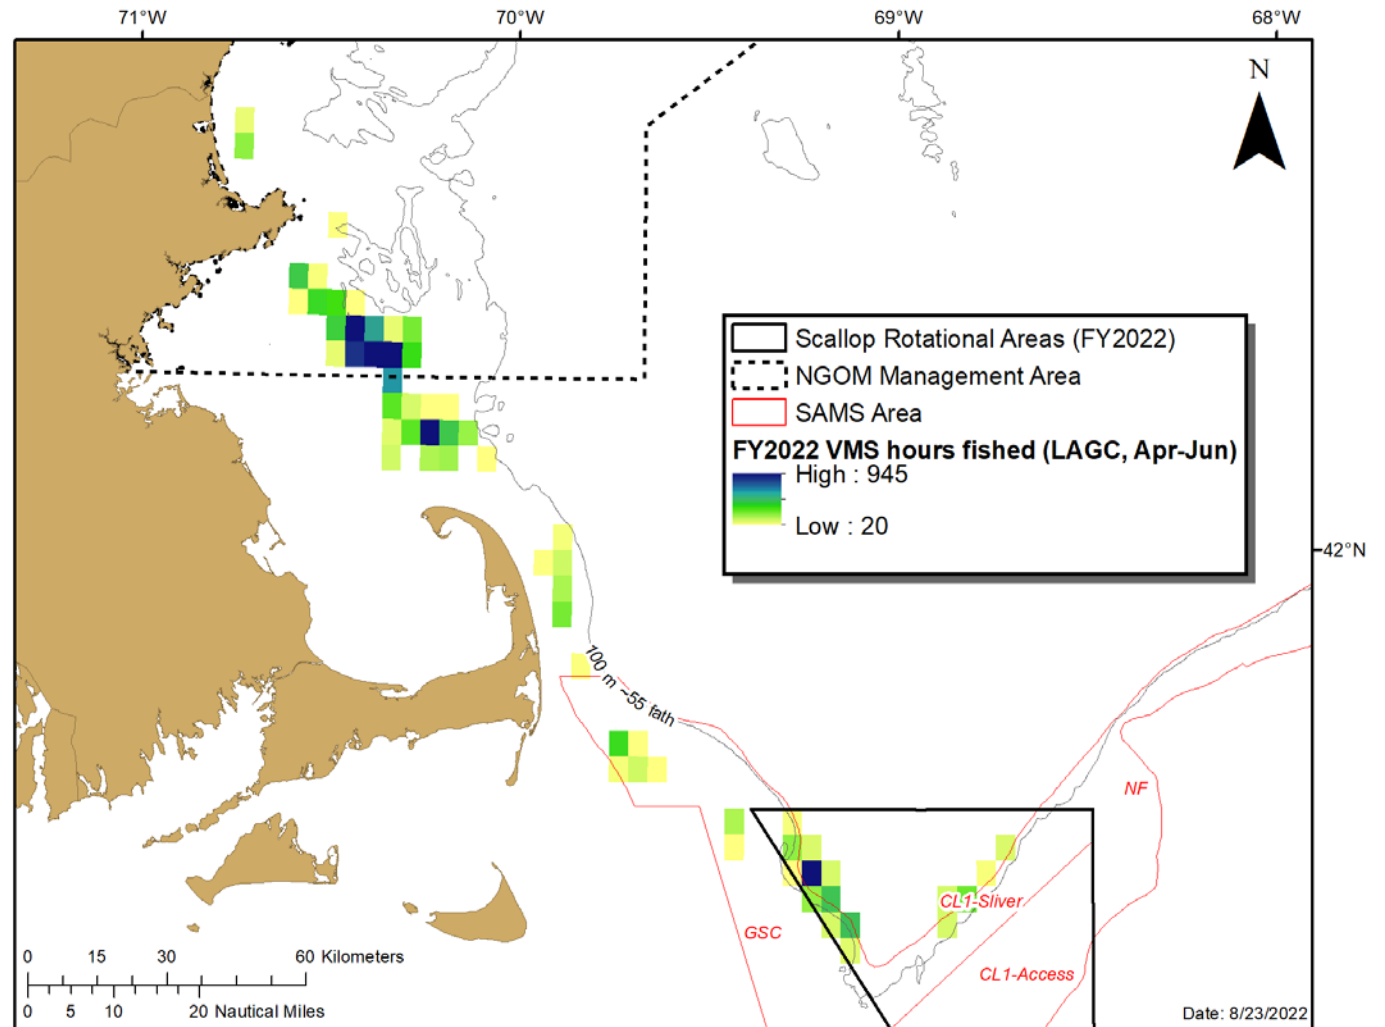 71°W 70°W 69°W 68°W
N
Scallop Rotational Areas (FY2022)
NGOM Management Area
SAMS Area
FY2022 VMS hours fished (LAGC, Apr-Jun)
High : 945
Low : 20
42°N
100 m ~55 fath
NF
CL1-Sliver
GSC
CL1-Access
0 15 30 60 Kilometers
0 5 10 20 Nautical Miles
Date: 8/23/2022